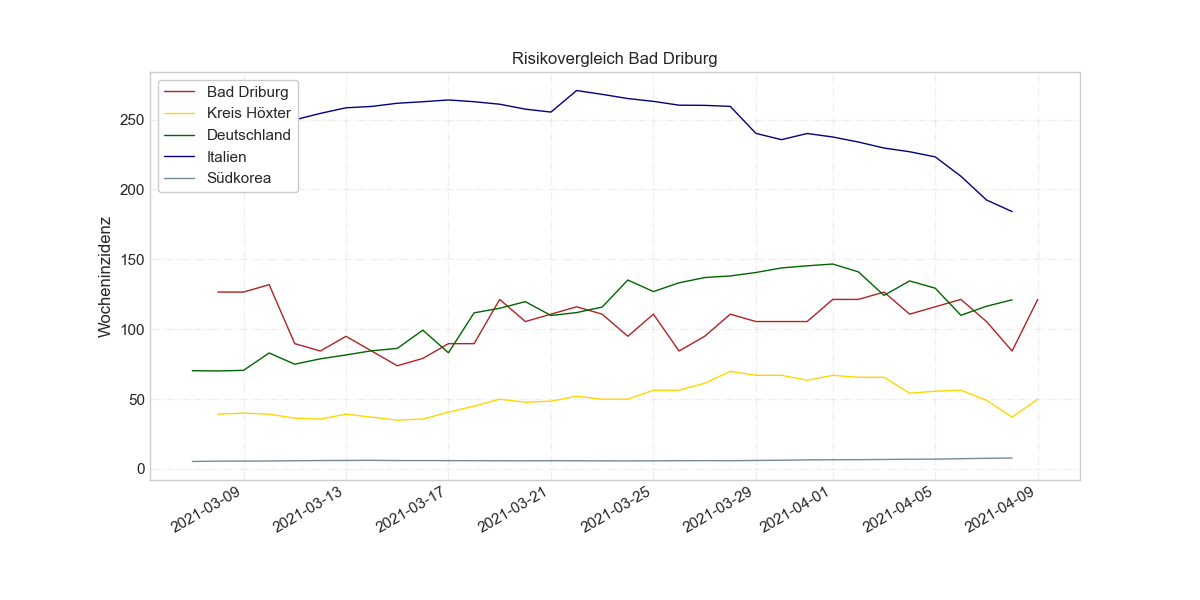 Risikovergleich Bad Driburg
Bad Driburg
Kreis Höxter
Deutschland
Italien
Südkorea
Wocheninzidenz
250
200
150
100
50
0
2021-03-09
2021-03-13
2021-03-17
2021-03-21
2021-03-25
2021-03-29
2021-04-01
2021-04-05
2021-04-09